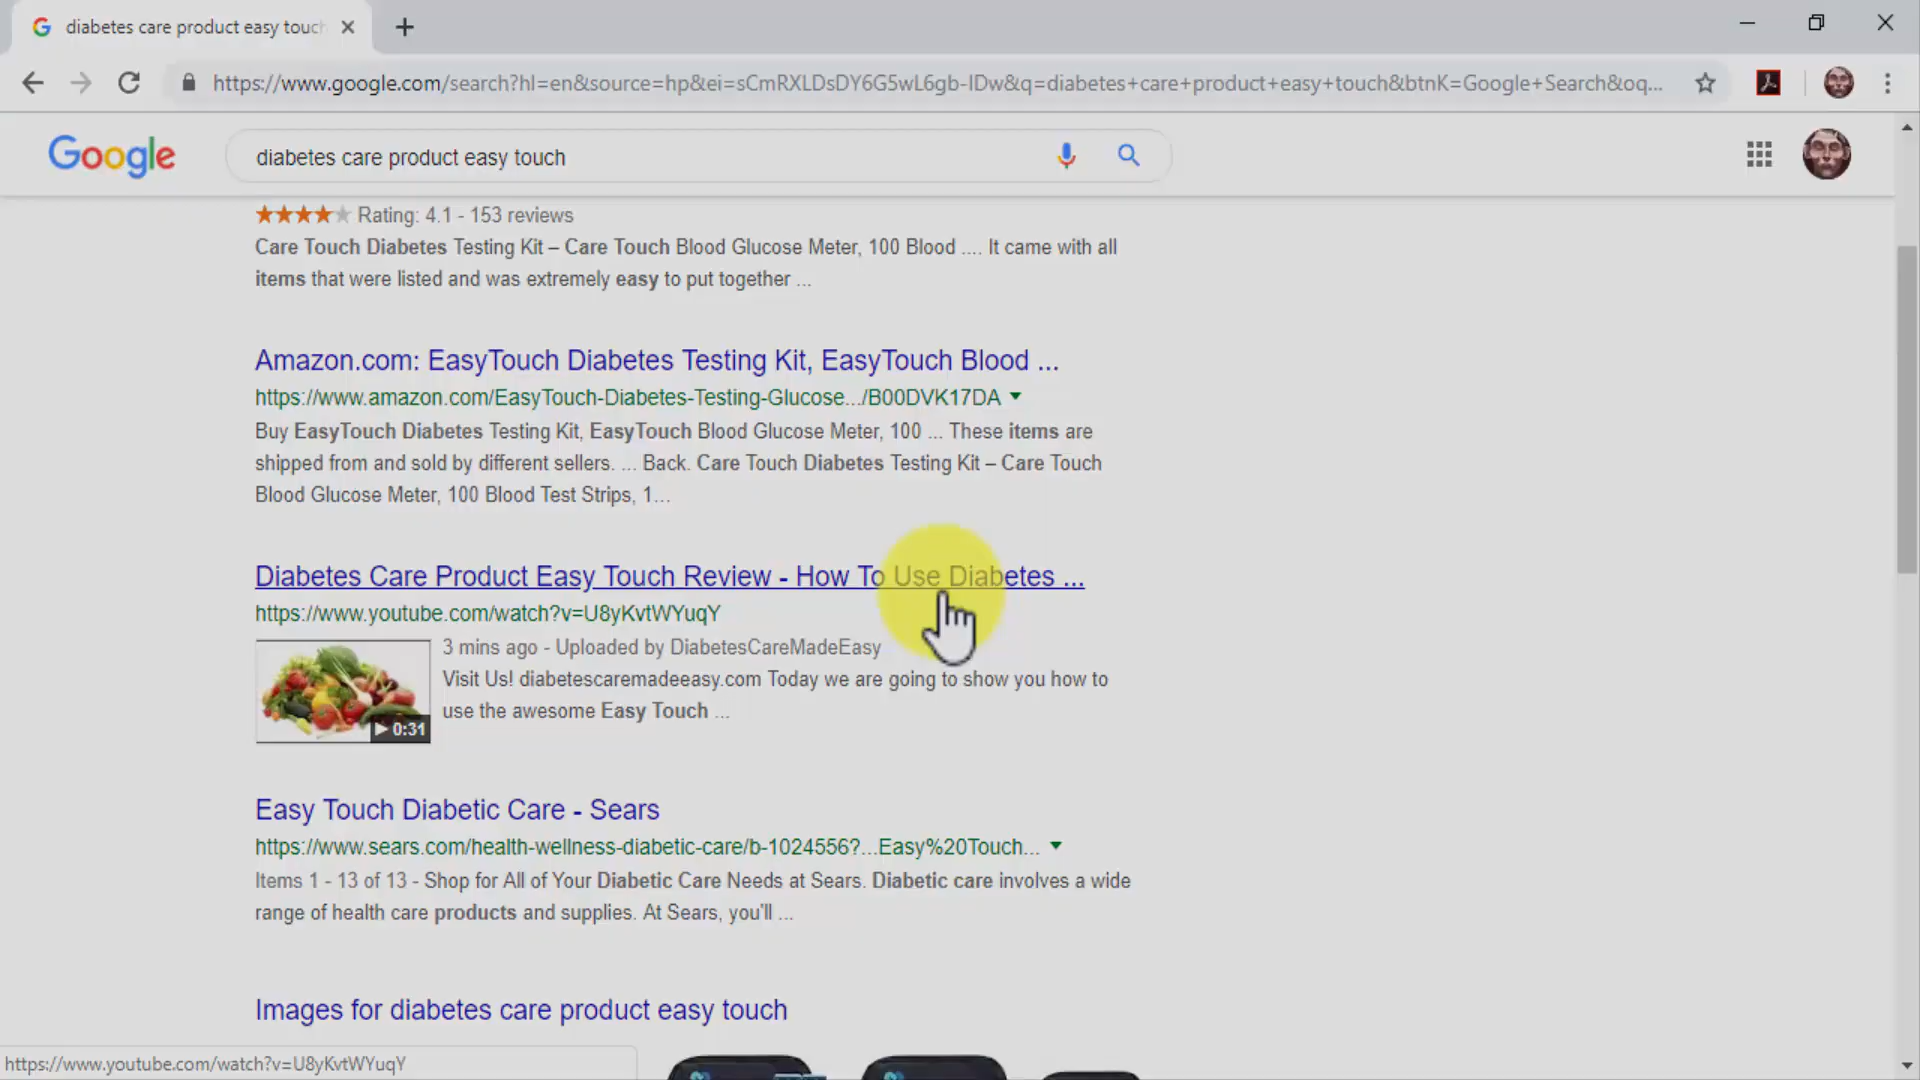 diabetes care product easy touch
https://www.google.com/search?hl=en&source=hp&ei=sCmRXLDsDY6G5wL6gb-IDw&q=diabetes+care+product+easy+touch&btnK=Google+Search&oq...
Google
diabetes care product easy touch
Rating: 4.1 - 153 reviews
Care Touch Diabetes Testing Kit – Care Touch Blood Glucose Meter, 100 Blood .... It came with all
items that were listed and was extremely easy to put together ...
Amazon.com: EasyTouch Diabetes Testing Kit, EasyTouch Blood ...
https://www.amazon.com/EasyTouch-Diabetes-Testing-Glucose.../B00DVK17DA
Buy EasyTouch Diabetes Testing Kit, EasyTouch Blood Glucose Meter, 100 ... These items are
shipped from and sold by different sellers. ... Back. Care Touch Diabetes Testing Kit – Care Touch
Blood Glucose Meter, 100 Blood Test Strips, 1...
Diabetes Care Product Easy Touch Review - How To Use Diabetes ...
https://www.youtube.com/watch?v=U8yKvtWYuqY
3 mins ago - Uploaded by DiabetesCareMadeEasy
Visit Us! diabetescaremadeeasy.com Today we are going to show you how to
use the awesome Easy Touch ...
0:31
Easy Touch Diabetic Care - Sears
https://www.sears.com/health-wellness-diabetic-care/b-1024556?...Easy%20Touch...
Items 1 - 13 of 13 - Shop for All of Your Diabetic Care Needs at Sears. Diabetic care involves a wide
range of health care products and supplies. At Sears, you'll ...
Images for diabetes care product easy touch
https://www.youtube.com/watch?v=U8yKvtWYuqY